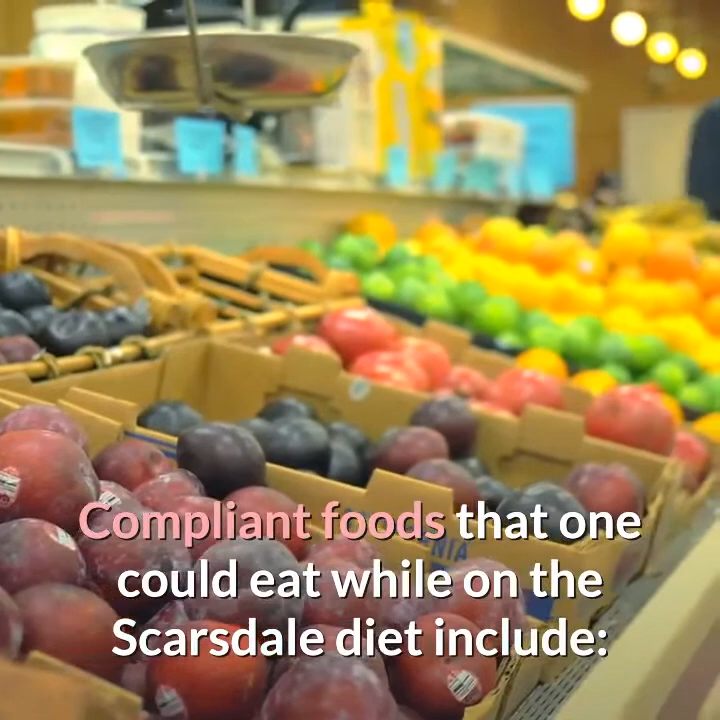 Compliant foods that one
could eat while on the
Scarsdale diet include: